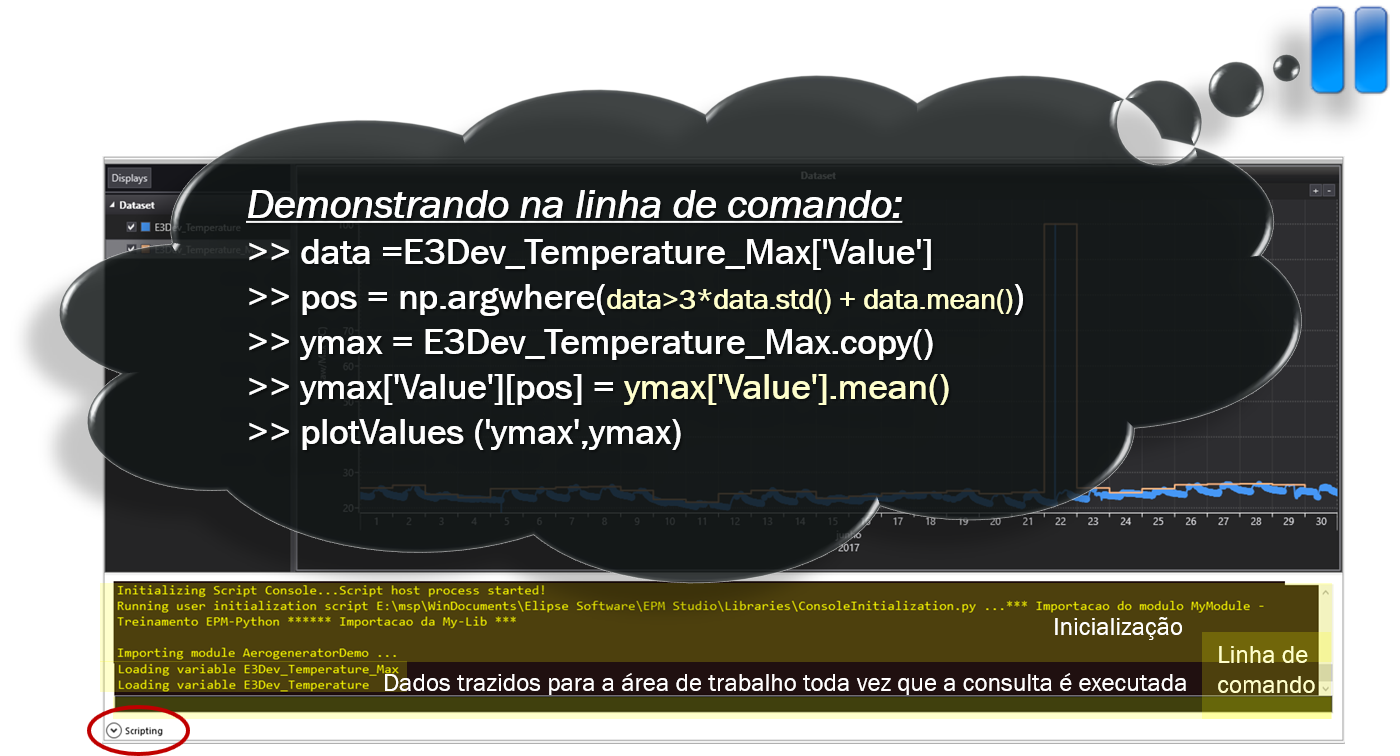 Displays
Dataset
Dataset
+ -
E3Dev_Temperature
E3Dev_Temperature_M
100
Demonstrando na linha de comando:
>> data =E3Dev_Temperature_Max['Value']
>> pos = np.argwhere(data>3*data.std() + data.mean())
>> ymax = E3Dev_Temperature_Max.copy()
>> ymax['Value'][pos] = ymax['Value'].mean()
>> plotValues ('ymax',ymax)
70
60
30
20
1 2 3 4 5 6 7 8 9 10 11 12 13 14 15 16 17 18 19 20 21 22 23 24 25 26 27 28 29 30
2017
Initializing Script Console...Script host process started!
Running user initialization script E:\msp\WinDocuments\Elipse Software\EPM Studio\Libraries\ConsoleInitialization.py ...*** Importacao do modulo MyModule -
Treinamento EPM-Python ****** Importacao da My-Lib ***
Inicialização
Importing module AerogeneratorDemo ...
Loading variable E3Dev_Temperature_Max
Loading variable E3Dev_Temperature
Dados trazidos para a área de trabalho toda vez que a consulta é executada
Linha de
comando
Scripting